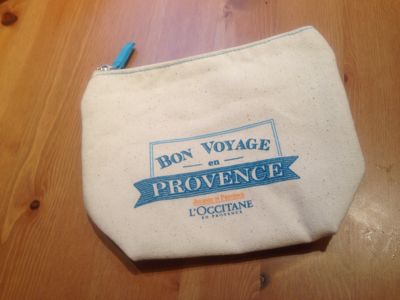 BON VOYAGE
en
PROVENCE
L'OCCITANE
EN PROVENCE